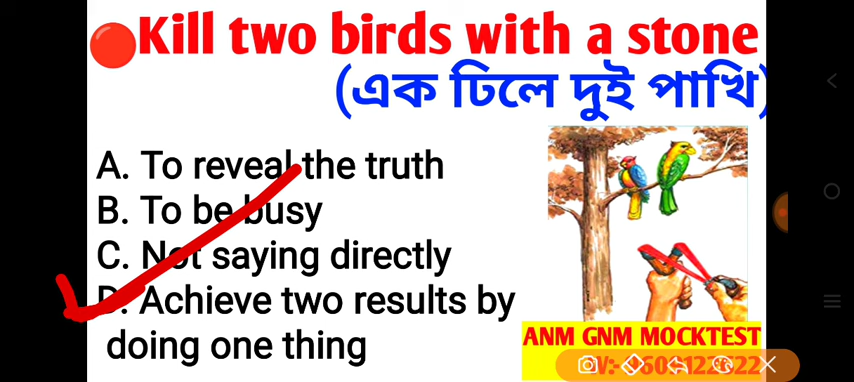 Kill two birds with a stone
(এক ঢিলে দুই পাখি)
A. To reveal the truth
B. To be busy
C. Not saying directly
D. Achieve two results by
doing one thing
ANM GNM MOCKTEST